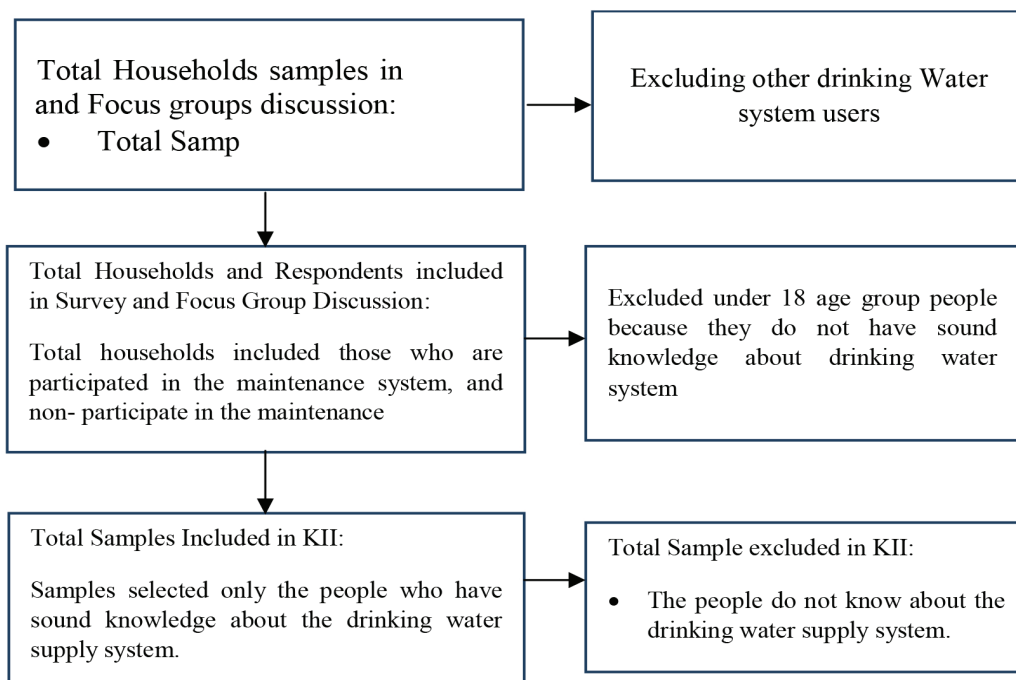 Total Households samples in
and Focus groups discussion:
• Total Samp
Excluding other drinking Water
system users
Total Households and Respondents included
in Survey and Focus Group Discussion:
Total households included those who are
participated in the maintenance system, and
non- participate in the maintenance
Excluded under 18 age group people
because they do not have sound
knowledge about drinking water
system
Total Samples Included in KII:
Samples selected only the people who have
sound knowledge about the drinking water
supply system.
Total Sample excluded in KII:
• The people do not know about the
drinking water supply system.